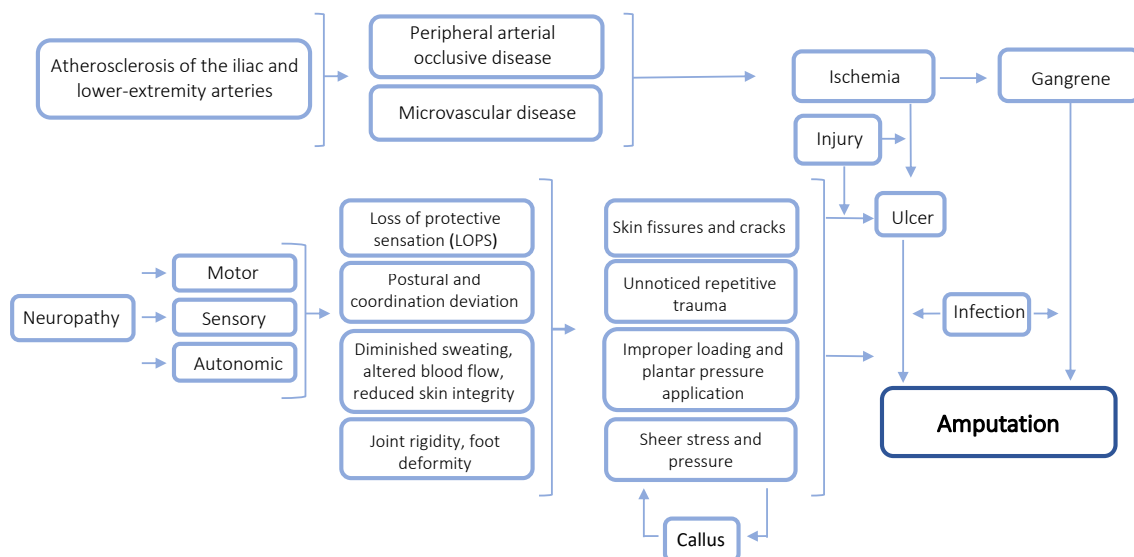 Atherosclerosis of the iliac and
lower-extremity arteries
Peripheral arterial
occlusive disease
Microvascular disease
Ischemia
Gangrene
Injury
Ulcer
Neuropathy
Motor
Sensory
Autonomic
Loss of protective
sensation (LOPS)
Postural and
coordination deviation
Diminished sweating,
altered blood flow,
reduced skin integrity
Joint rigidity, foot
deformity
Skin fissures and cracks
Unnoticed repetitive
trauma
Improper loading and
plantar pressure
application
Sheer stress and
pressure
Callus
Infection
Amputation